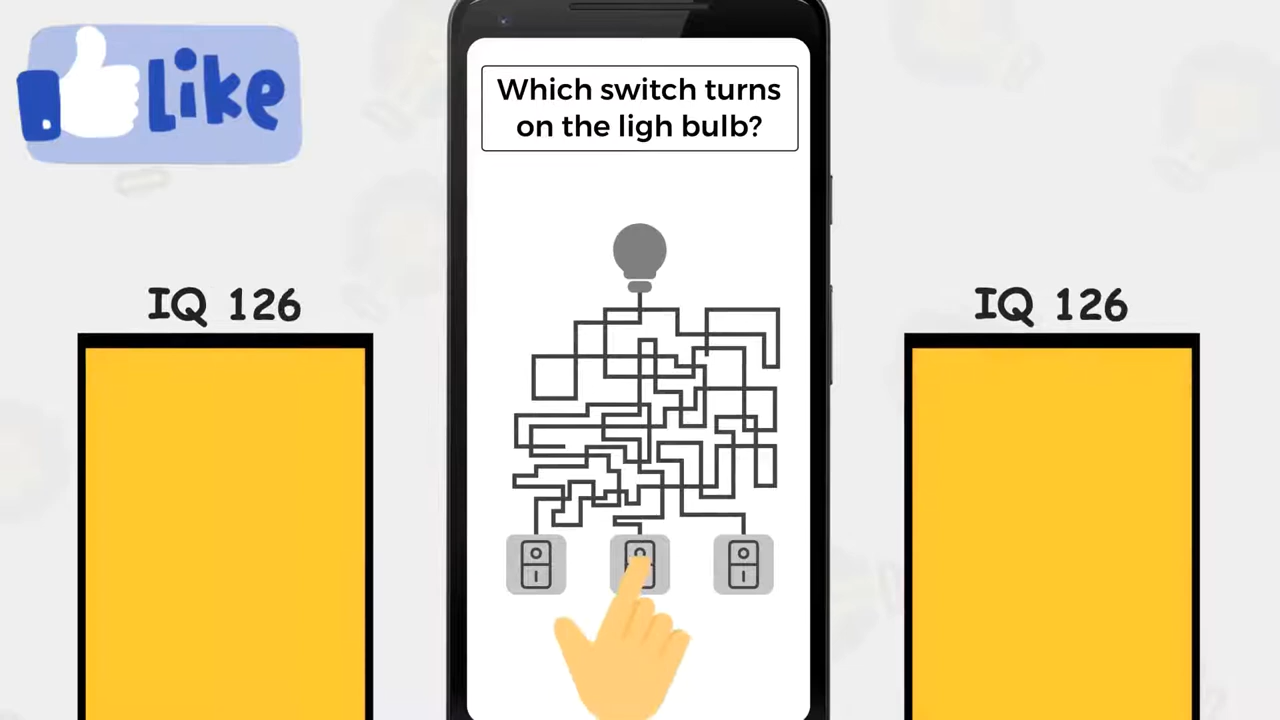 Like
Which switch turns
on the ligh bulb?
IQ 126
IQ 126